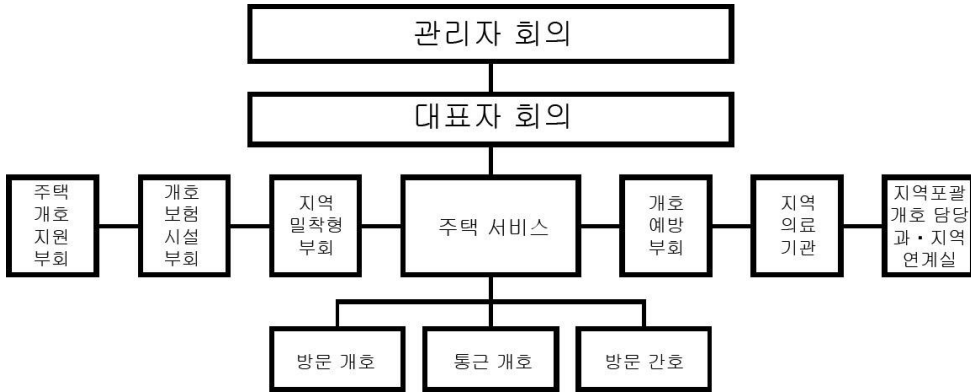 관리자 회의
대표자 회의
주택
개호
지원
부회
개호
보험
시설
부회
지역
밀착형
부회
주택 서비스
개호
예방
부회
지역
의료
기관
지역포괄
개호 담당
과・지역
연계실
방문 개호
통근 개호
방문 간호